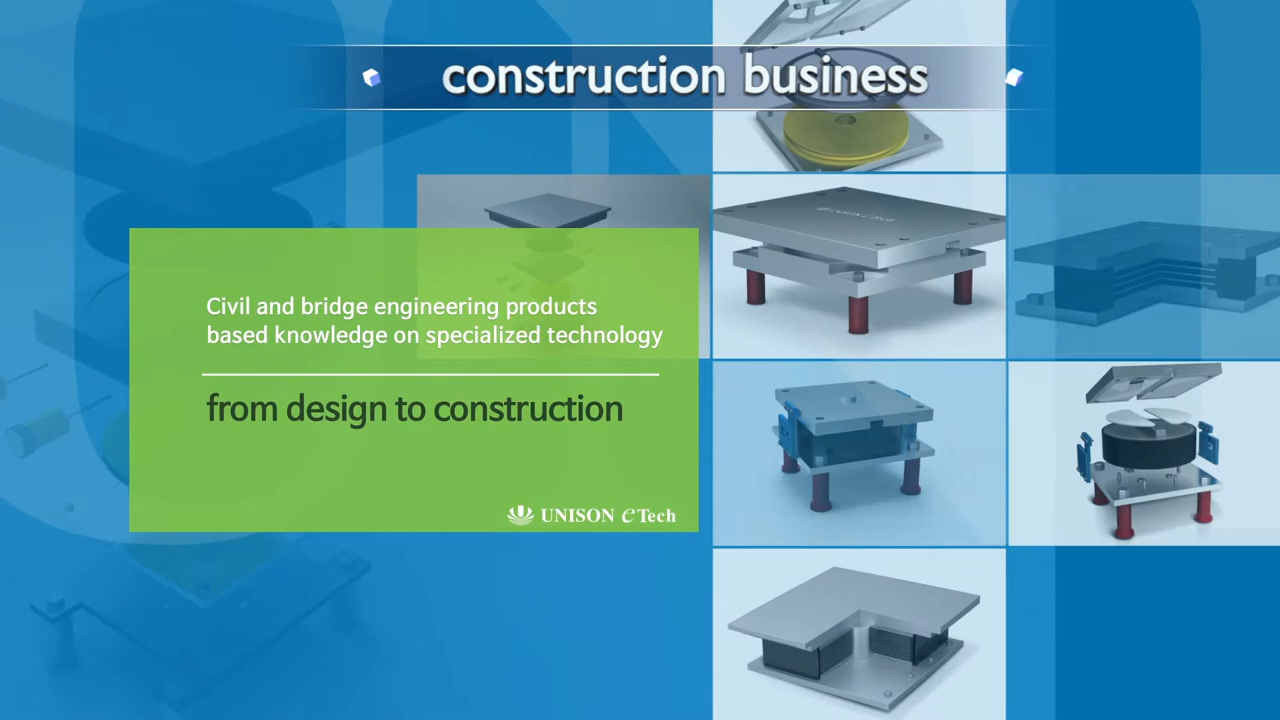 construction business
Civil and bridge engineering products
based knowledge on specialized technology
from design to construction
UNISON eTech